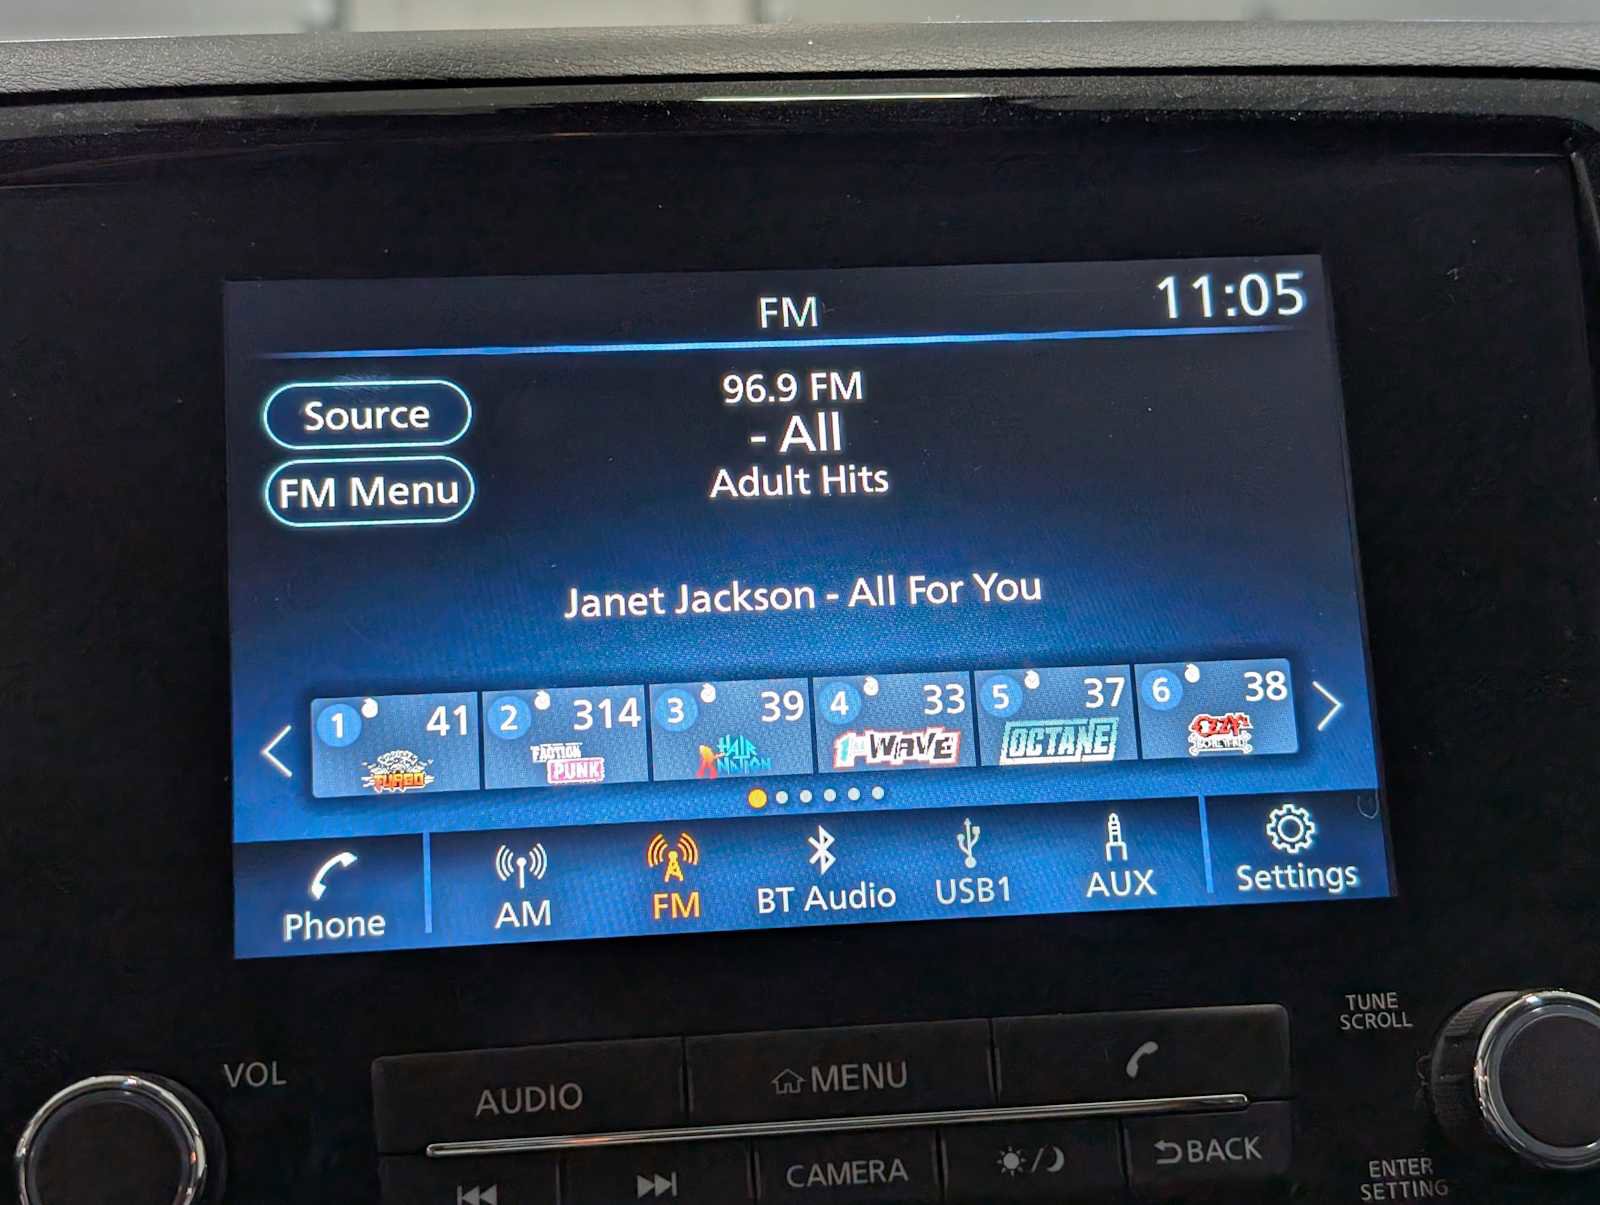 FM
11:05
Source
FM Menu
96.9 FM
- All
Adult Hits
Janet Jackson - All For You
1 41
TURBO
2 314
FACTION
PUNK
3 39
HAIR
NATION
4 33
1st WAVE
5 37
OCTANE
6 38
OZZY'S
BONEYARD
Phone
AM
FM
BT Audio
USB1
AUX
Settings
VOL
AUDIO
MENU
TUNE
SCROLL
CAMERA
BACK
ENTER
SETTING